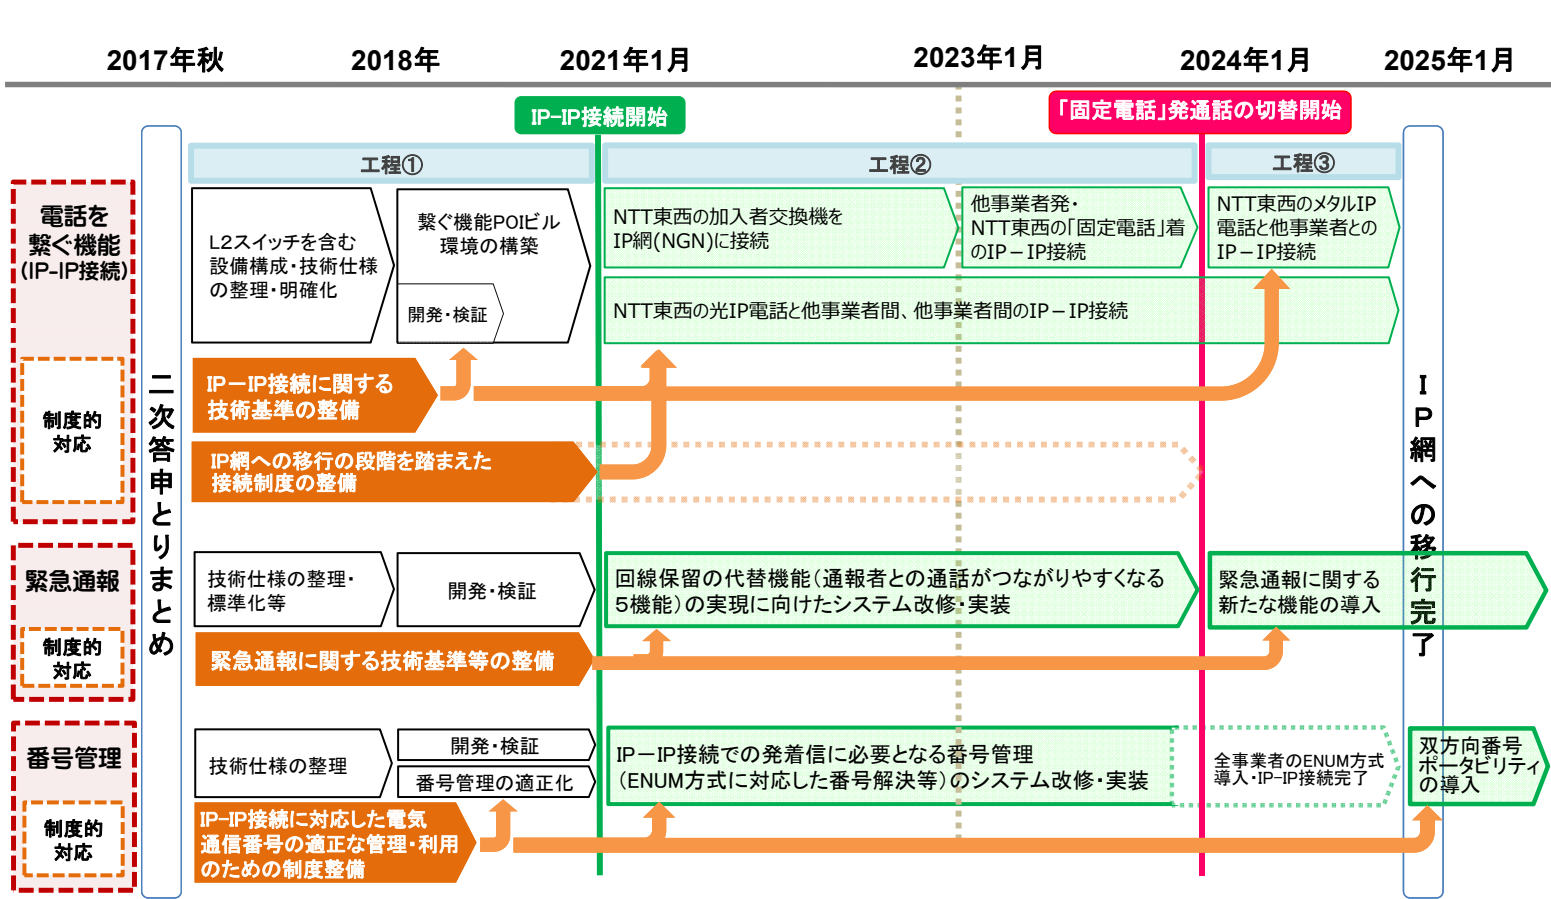 2017年秋
2018年
2021年1月
2023年1月
2024年1月
2025年1月
IP-IP接続開始
「固定電話」発通話の切替開始
工程①
工程②
工程③
電話を
繋ぐ機能
(IP-IP接続)
制度的
対応
二次答申とりまとめ
L2スイッチを含む
設備構成・技術仕様
の整理・明確化
繋ぐ機能POIビル
環境の構築
開発・検証
NTT東西の加入者交換機を
IP網(NGN)に接続
他事業者発・
NTT東西の「固定電話」着
のIP－IP接続
NTT東西のメタルIP
電話と他事業者との
IP－IP接続
NTT東西の光IP電話と他事業者間、他事業者間のIP－IP接続
IP－IP接続に関する
技術基準の整備
IP網への移行の段階を踏まえた
接続制度の整備
IP網への移行完了
緊急通報
制度的
対応
技術仕様の整理・
標準化等
開発・検証
回線保留の代替機能（通報者との通話がつながりやすくなる
5機能）の実現に向けたシステム改修・実装
緊急通報に関する
新たな機能の導入
緊急通報に関する技術基準等の整備
番号管理
制度的
対応
技術仕様の整理
開発・検証
番号管理の適正化
IP－IP接続での発着信に必要となる番号管理
（ENUM方式に対応した番号解決等）のシステム改修・実装
全事業者のENUM方式
導入・IP-IP接続完了
双方向番号
ポータビリティ
の導入
IP-IP接続に対応した電気
通信番号の適正な管理・利用
のための制度整備